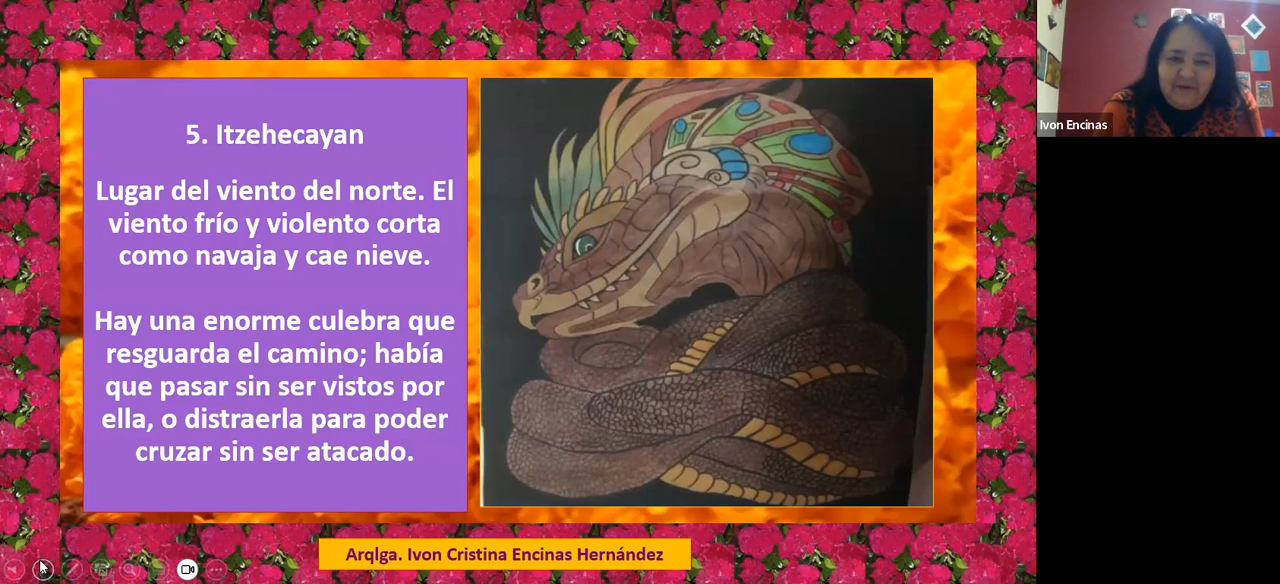 5. Itzehecayan
Lugar del viento del norte. El
viento frío y violento corta
como navaja y cae nieve.
Hay una enorme culebra que
resguarda el camino; había
que pasar sin ser vistos por
ella, o distraerla para poder
cruzar sin ser atacado.
Arqlga. Ivon Cristina Encinas Hernández
Ivon Encinas